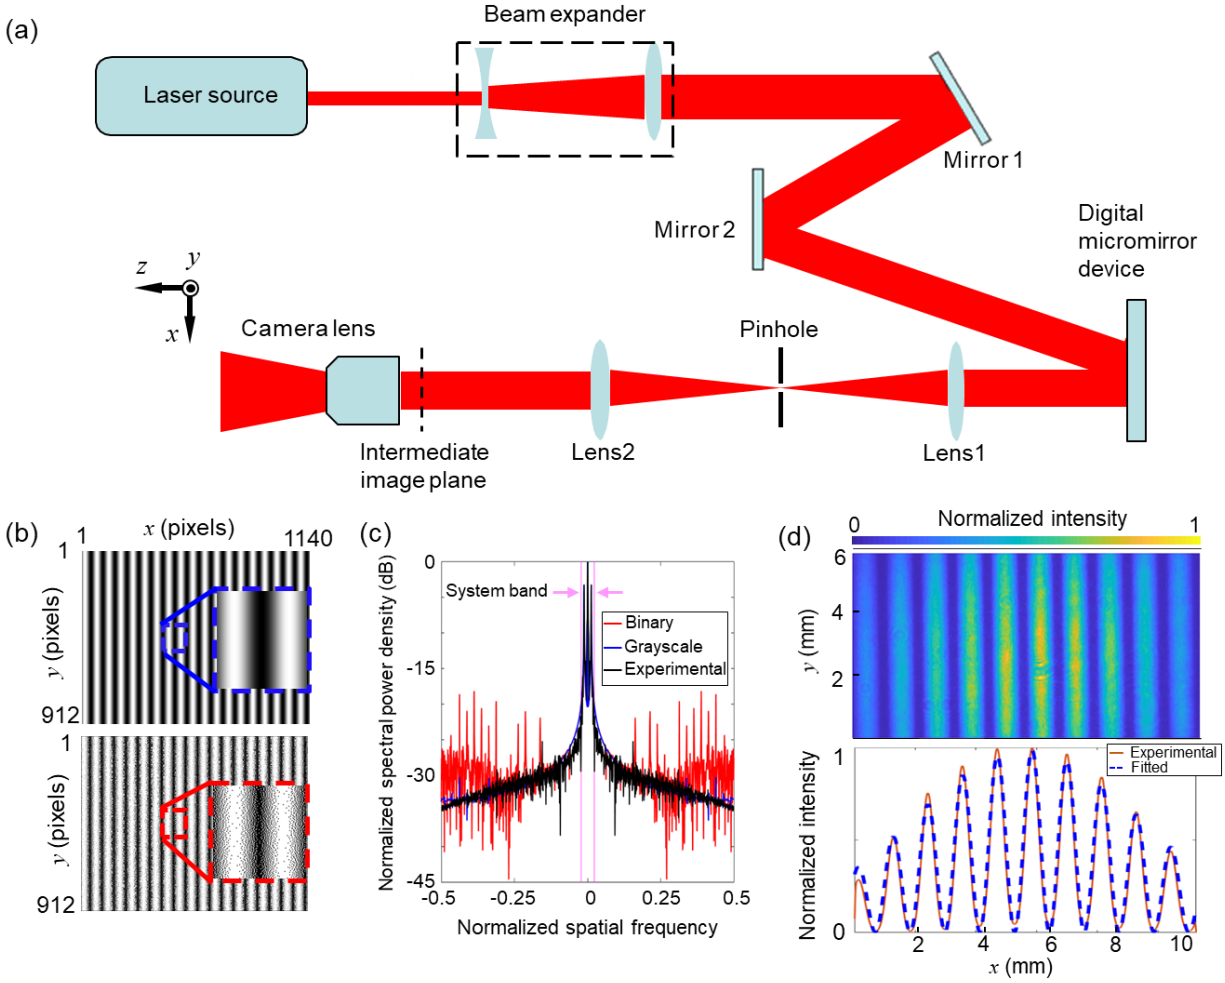 (a)
Beam expander
Laser source
Mirror 1
Mirror 2
Digital
micromirror
device
z
y
x
Camera lens
Pinhole
Intermediate
image plane
Lens2
Lens1
(b)
1
x (pixels)
1140
1
y (pixels)
912
1
y (pixels)
912
(c)
Normalized spectral power density (dB)
0
-15
-30
-45
System band
Binary
Grayscale
Experimental
-0.5
-0.25
0
0.25
0.5
Normalized spatial frequency
(d)
Normalized intensity
0
1
6
4
2
y (mm)
Experimental
Fitted
1
0
Normalized intensity
2
4
6
8
10
x (mm)